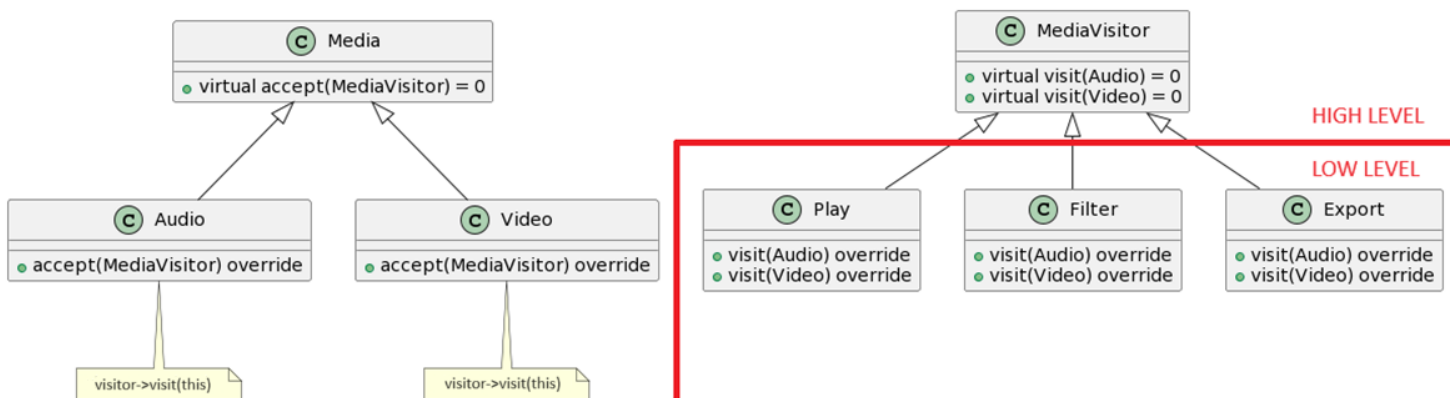 C Media
+ virtual accept(MediaVisitor) = 0
C Audio
accept(MediaVisitor) override
visitor->visit(this)
C Video
accept(MediaVisitor) override
visitor->visit(this)
C MediaVisitor
virtual visit(Audio) = 0
virtual visit(Video) = 0
HIGH LEVEL
LOW LEVEL
C Play
visit(Audio) override
visit(Video) override
C Filter
visit(Audio) override
visit(Video) override
C Export
visit(Audio) override
visit(Video) override